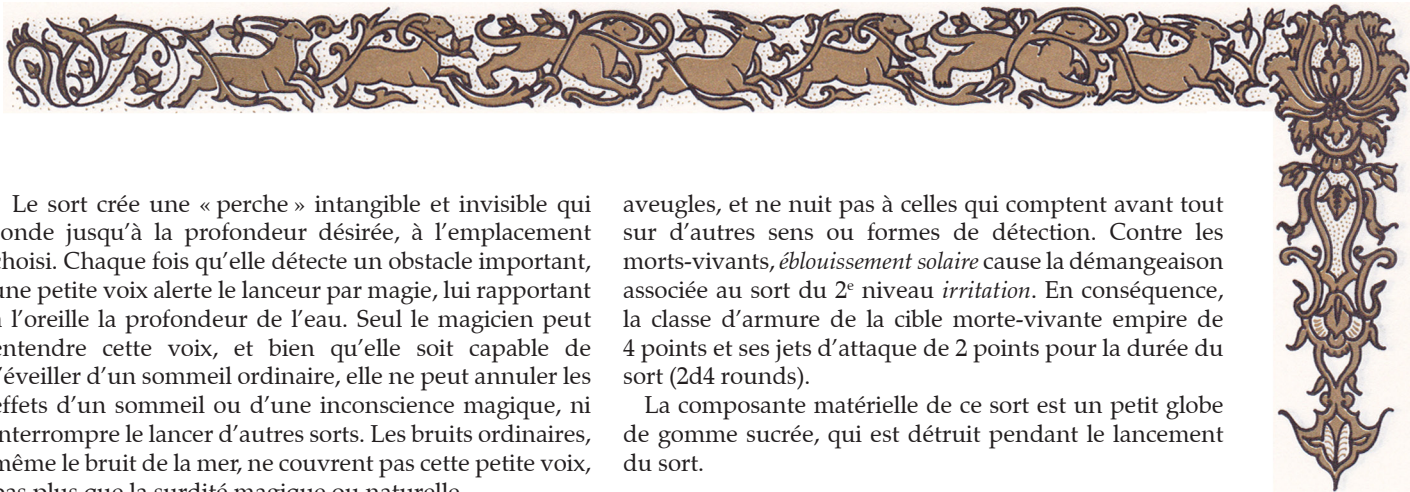 Le sort crée une « perche » intangible et invisible qui
onde jusqu’à la profondeur désirée, à l’emplacement
choisi. Chaque fois qu’elle détecte un obstacle important,
une petite voix alerte le lanceur par magie, lui rapportant
à l’oreille la profondeur de l’eau. Seul le magicien peut
entendre cette voix, et bien qu’elle soit capable de
l’éveiller d’un sommeil ordinaire, elle ne peut annuler les
effets d’un sommeil ou d’une inconscience magique, ni
interrompre le lancer d’autres sorts. Les bruits ordinaires,
même le bruit de la mer, ne couvrent pas cette petite voix,
pas plus que la surdité magique ou naturelle.
aveugles, et ne nuit pas à celles qui comptent avant tout
sur d’autres sens ou formes de détection. Contre les
morts-vivants, éblouissement solaire cause la démangeaison
associée au sort du 2e niveau irritation. En conséquence,
la classe d’armure de la cible morte-vivante empire de
4 points et ses jets d’attaque de 2 points pour la durée du
sort (2d4 rounds).
La composante matérielle de ce sort est un petit globe
de gomme sucrée, qui est détruit pendant le lancement
du sort.